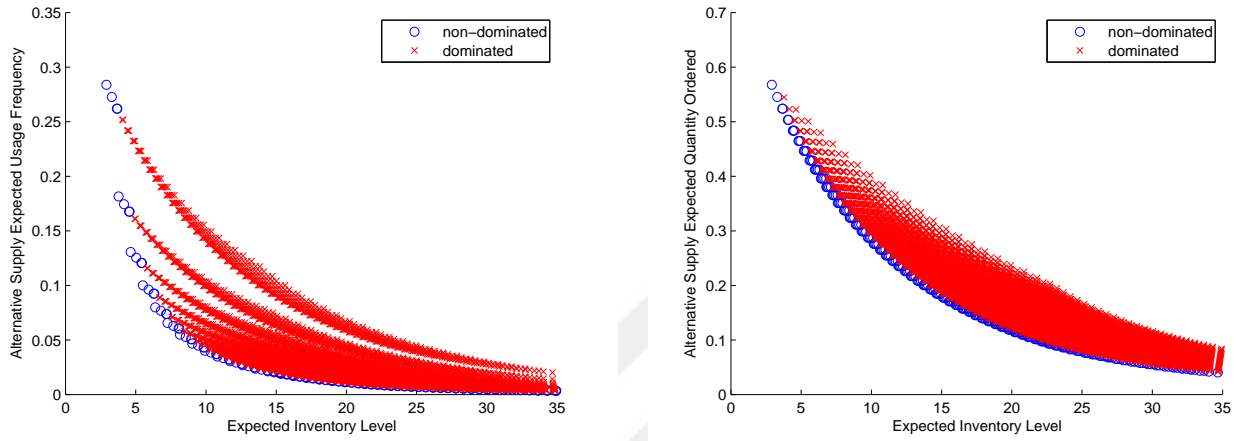 0.35
0.3
0.25
0.2
0.15
0.1
0.05
0
0 5 10 15 20 25 30 35
Alternative Supply Expected Usage Frequency
Expected Inventory Level
non−dominated
dominated
0.7
0.6
0.5
0.4
0.3
0.2
0.1
0
0 5 10 15 20 25 30 35
Alternative Supply Expected Quantity Ordered
Expected Inventory Level
non−dominated
dominated